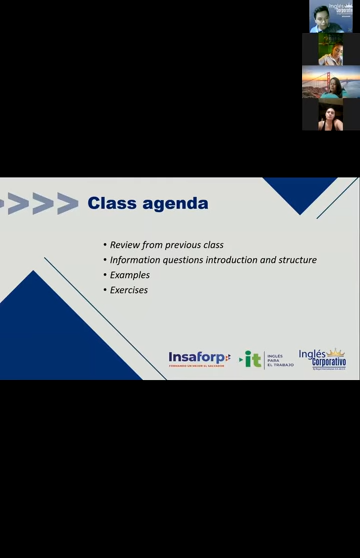 Class agenda
• Review from previous class
• Information questions introduction and structure
• Examples
• Exercises
Insaforp
it
INGLÉS
PARA
EL TRABAJO
Inglés
Corporativo